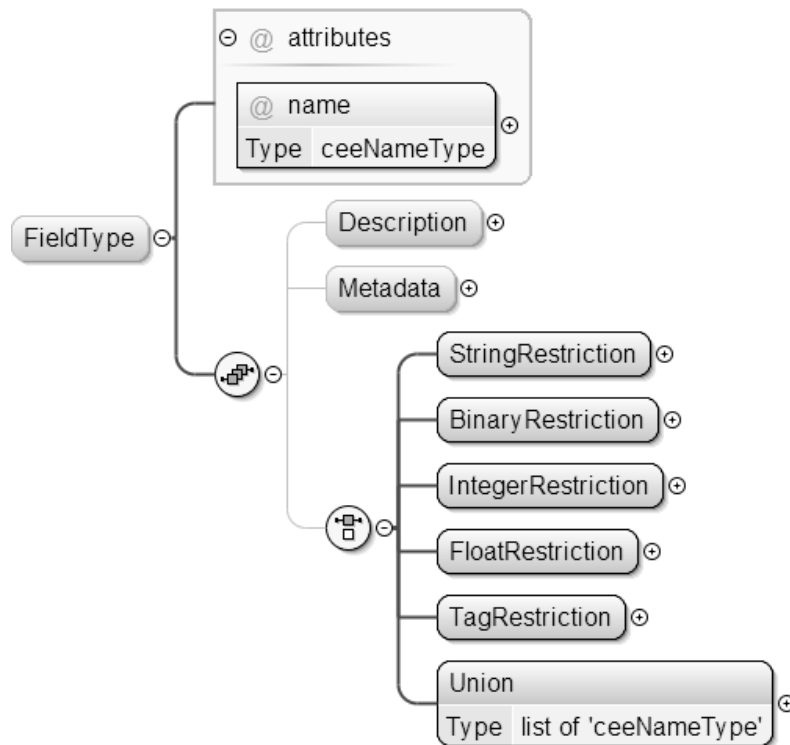 @ attributes
@ name
Type ceeNameType
FieldType
Description
Metadata
StringRestriction
BinaryRestriction
IntegerRestriction
FloatRestriction
TagRestriction
Union
Type list of 'ceeNameType'